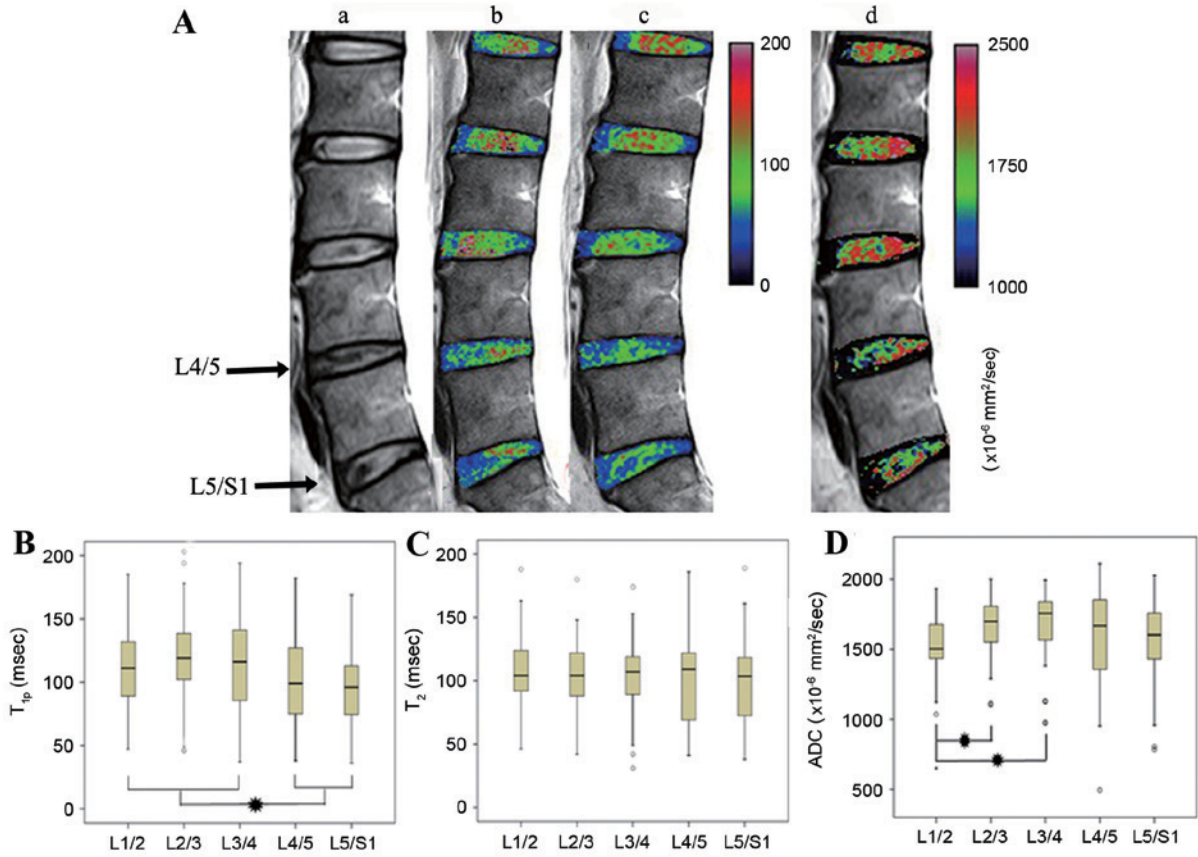 A a b c d
200
100
0
2500
1750
1000
(x10⁻⁶ mm²/sec)
L4/5
L5/S1
B
T₁ₚ (msec)
200
150
100
50
0
L1/2 L2/3 L3/4 L4/5 L5/S1
C
T₂ (msec)
200
150
100
50
0
L1/2 L2/3 L3/4 L4/5 L5/S1
D
ADC (x10⁻⁶ mm²/sec)
2000
1500
1000
500
L1/2 L2/3 L3/4 L4/5 L5/S1